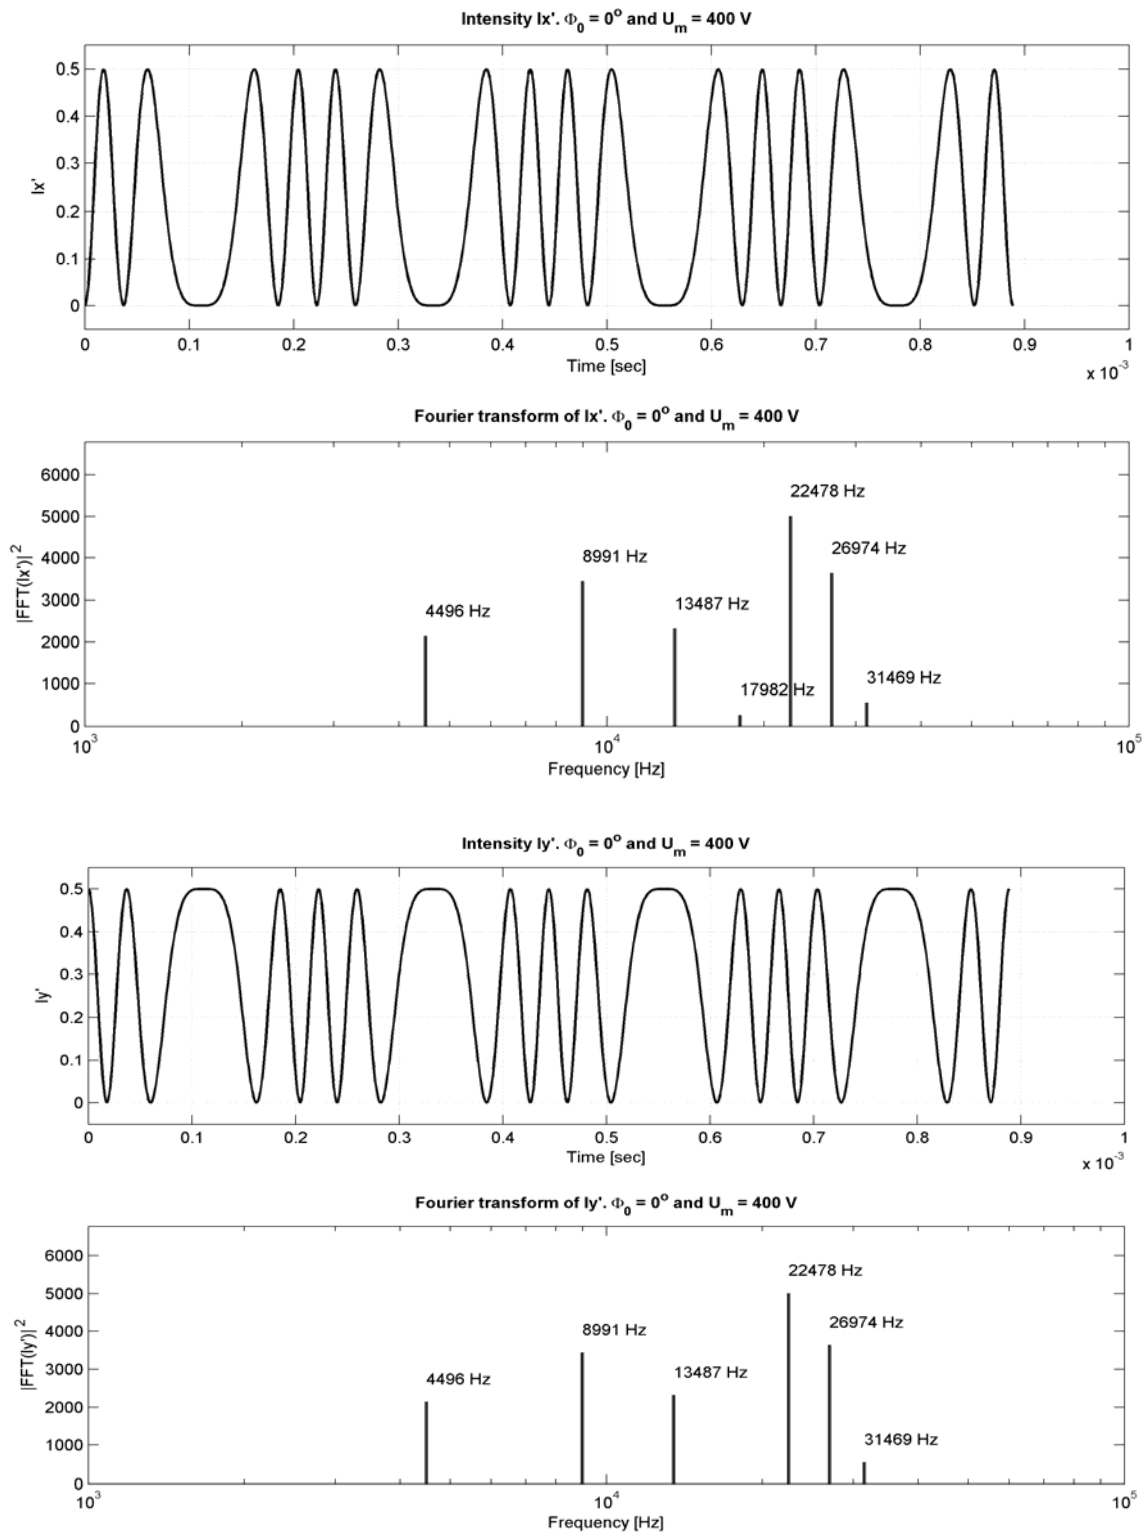 Intensity Ix'. Φ0 = 0o and Um = 400 V
0.5
0.4
0.3
0.2
0.1
0
Ix'
0 0.1 0.2 0.3 0.4 0.5 0.6 0.7 0.8 0.9 1
Time [sec]
x 10-3
Fourier transform of Ix'. Φ0 = 0o and Um = 400 V
6000
5000
4000
3000
2000
1000
0
|FFT(Ix')|2
22478 Hz
26974 Hz
8991 Hz
13487 Hz
4496 Hz
31469 Hz
17982 Hz
103 104 105
Frequency [Hz]
Intensity Iy'. Φ0 = 0o and Um = 400 V
0.5
0.4
0.3
0.2
0.1
0
Iy'
0 0.1 0.2 0.3 0.4 0.5 0.6 0.7 0.8 0.9 1
Time [sec]
x 10-3
Fourier transform of Iy'. Φ0 = 0o and Um = 400 V
6000
5000
4000
3000
2000
1000
0
|FFT(Iy')|2
22478 Hz
26974 Hz
8991 Hz
13487 Hz
4496 Hz
31469 Hz
103 104 105
Frequency [Hz]